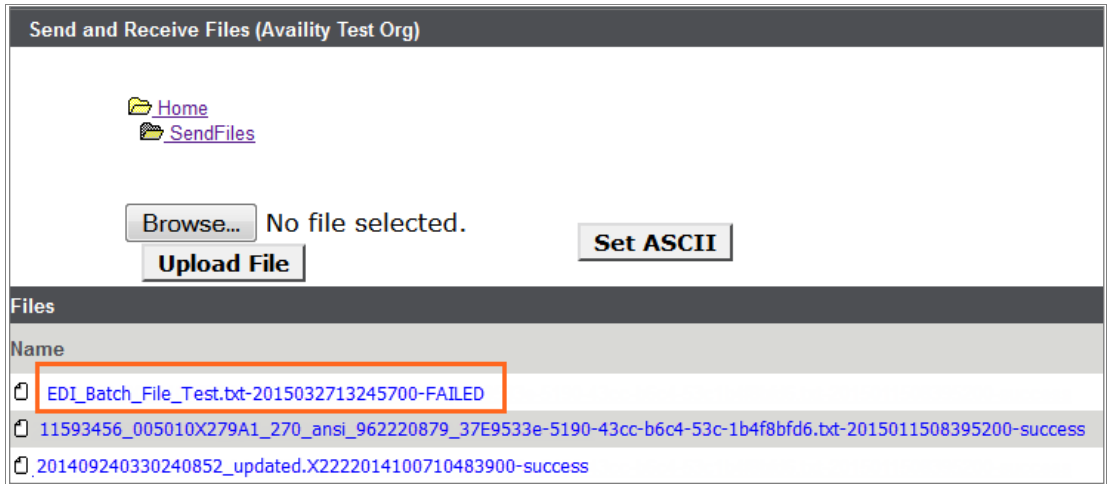 Send and Receive Files (Availity Test Org)
Home
SendFiles
Browse... No file selected.
Set ASCII
Upload File
Files
Name
EDI_Batch_File_Test.txt-2015032713245700-FAILED
11593456_005010X279A1_270_ansi_962220879_37E9533e-5190-43cc-b6c4-53c-1b4f8bfd6.txt-2015011508395200-success
201409240330240852_updated.X2222014100710483900-success